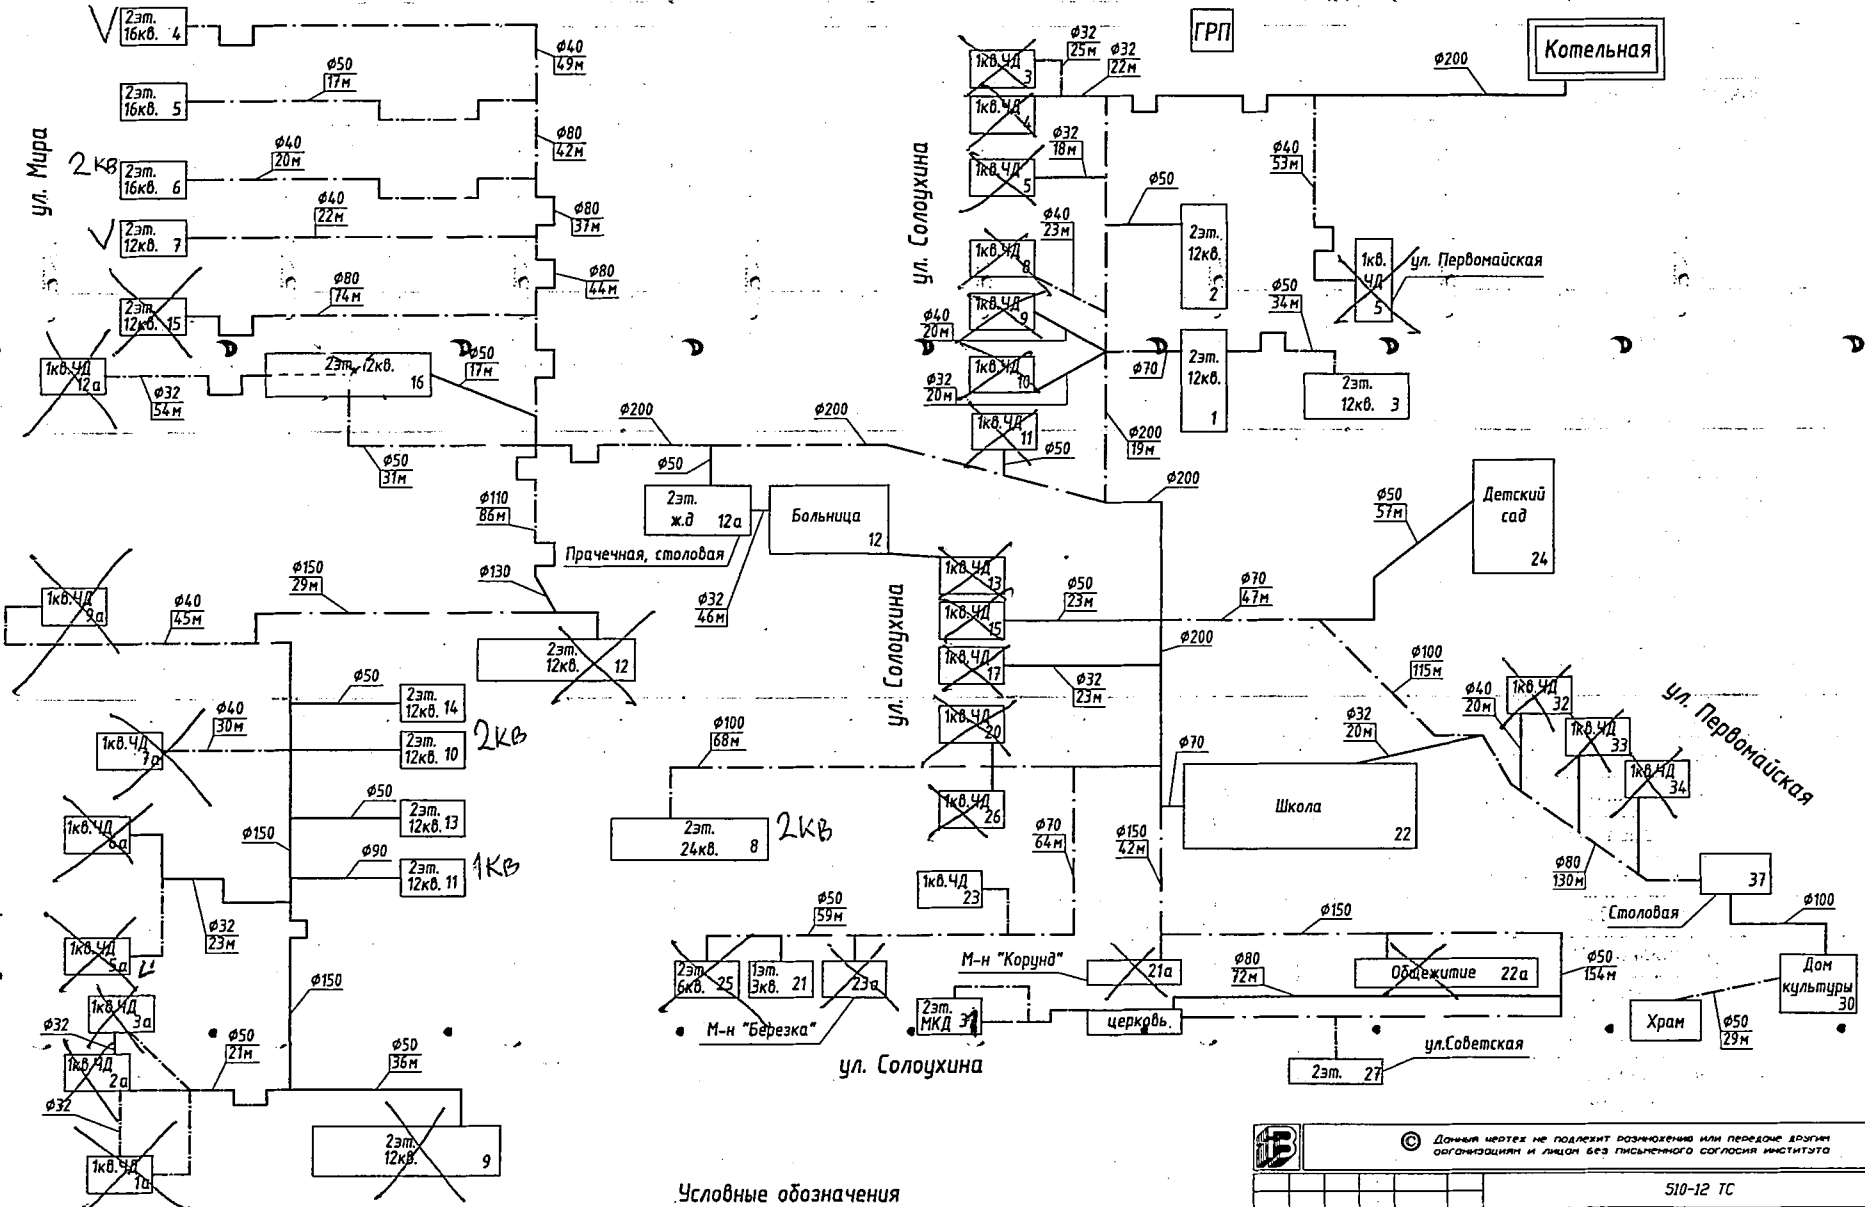 2эт.
16кв. 4
ф40
49м
ф50
17м
2эт.
16кв. 5
ул. Мира
2кв
ф40
20м
2эт.
16кв. 6
ф80
42м
ф40
22м
2эт.
12кв. 7
ф80
37м
ф80
44м
ф80
74м
2эт.
12кв. 15
1кв.ЧД
12а
ф32
54м
2эт. 12кв.
16
ф50
17м
ф50
31м
ф200
ф200
ф50
2эт.
ж.д 12а
Больница
12
Прачечная, столовая
ф32
46м
ф110
86м
ф130
ф150
29м
1кв.ЧД
9а
ф40
45м
2эт.
12кв. 12
ф50
2эт.
12кв. 14
ф40
30м
1кв.ЧД
7а
2эт.
12кв. 10
2кв
ф50
2эт.
12кв. 13
1кв.ЧД
6а
ф150
ф90
2эт.
12кв. 11
1кв
ф32
23м
1кв.ЧД
5а
ф150
1кв.ЧД
3а
ф32
1кв.ЧД
2а
ф50
21м
ф50
36м
ф32
1кв.ЧД
1а
2эт.
12кв. 9
ГРП
Котельная
ф200
1кв.ЧД
3
ф32
25м
ф32
22м
1кв.ЧД
4
ул. Солоухина
ф32
18м
1кв.ЧД
5
ф40
53м
ф50
2эт.
12кв.
2
ф40
23м
1кв.ЧД
8
1кв.
ЧД
5
ул. Первомайская
1кв.ЧД
9
ф40
20м
ф50
34м
1кв.ЧД
10
ф32
20м
ф70
2эт.
12кв.
1
2эт.
12кв. 3
1кв.ЧД
11
ф50
ф200
19м
ф200
ф50
57м
Детский
сад
24
1кв.ЧД
13
ул. Солоухина
1кв.ЧД
15
ф50
23м
ф70
47м
ф200
1кв.ЧД
17
ф32
23м
ф100
115м
1кв.ЧД
20
ф100
68м
ф70
ф32
20м
ф40
20м
1кв.ЧД
32
1кв.ЧД
33
1кв.ЧД
34
ул. Первомайская
1кв.ЧД
26
2эт.
24кв. 8
2кв
ф70
64м
ф150
42м
Школа
22
ф80
130м
37
Столовая
ф100
1кв.ЧД
23
ф50
59м
ф150
2эт.
6кв. 25
1эт.
3кв. 21
23а
М-н "Березка"
М-н "Корунд"
21а
ф80
72м
Общежитие 22а
ф50
154м
Дом
культуры
30
Храм
ф50
29м
2эт.
МКД 31
церковь.
ул.Советская
2эт. 27
ул. Солоухина
Условные обозначения
© Данный чертеж не подлежит размножению или передаче другим
организациям и лицам без письменного согласия института
510-12 ТС